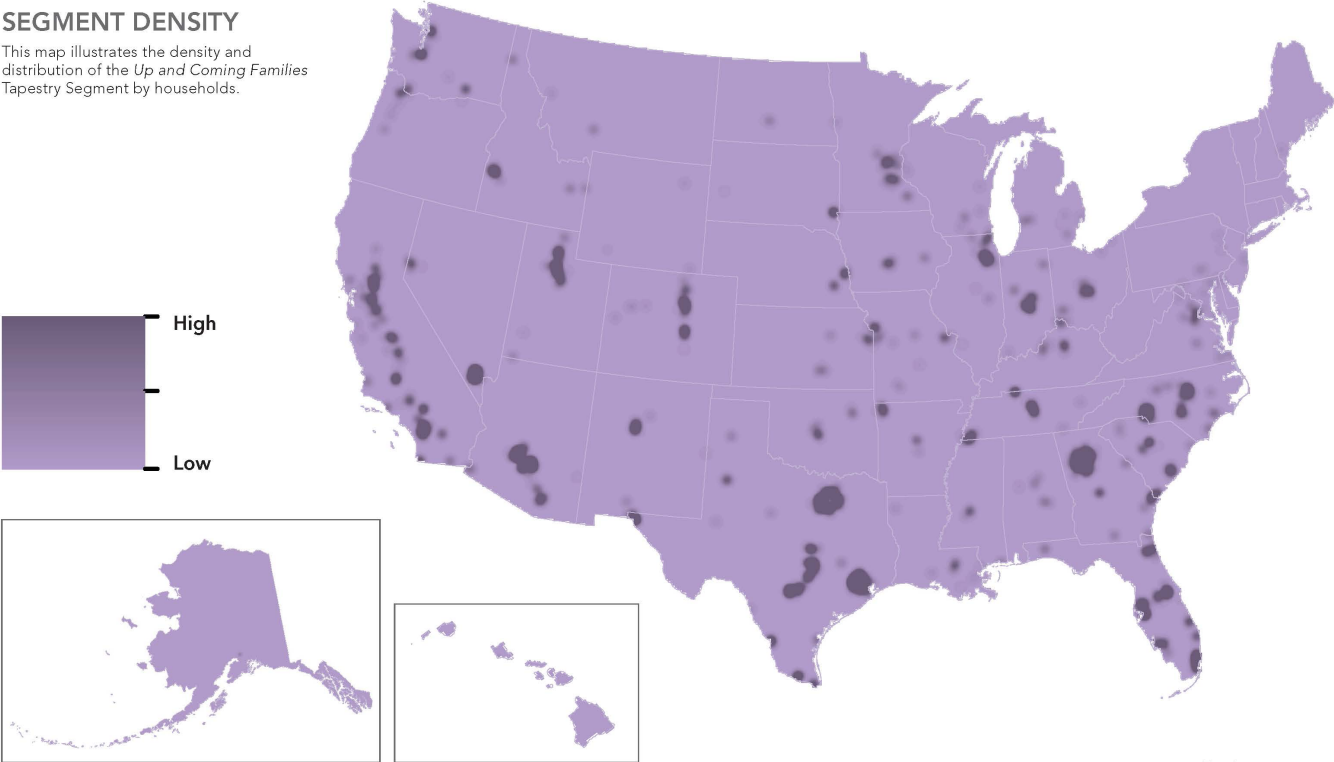 SEGMENT DENSITY
This map illustrates the density and
distribution of the Up and Coming Families
Tapestry Segment by households.
High
Low